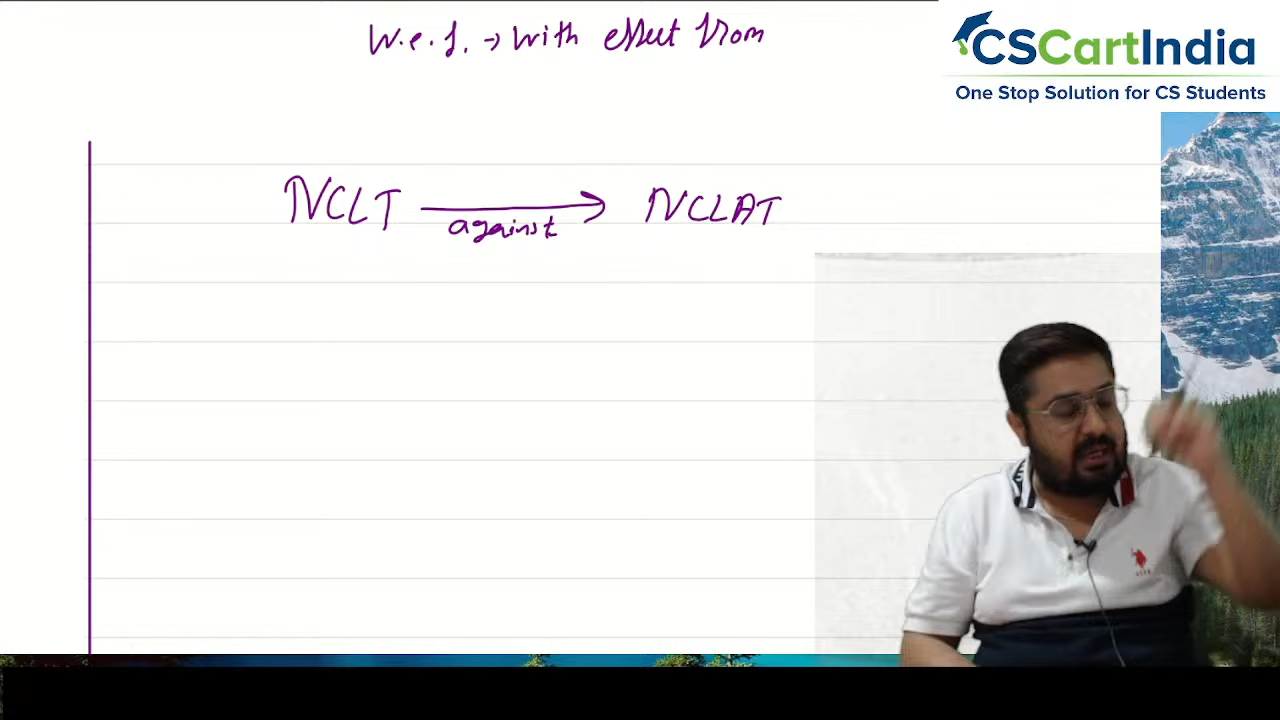 w.e.f. → with effect from
CSCartIndia
One Stop Solution for CS Students
NCLT → NCLAT
against